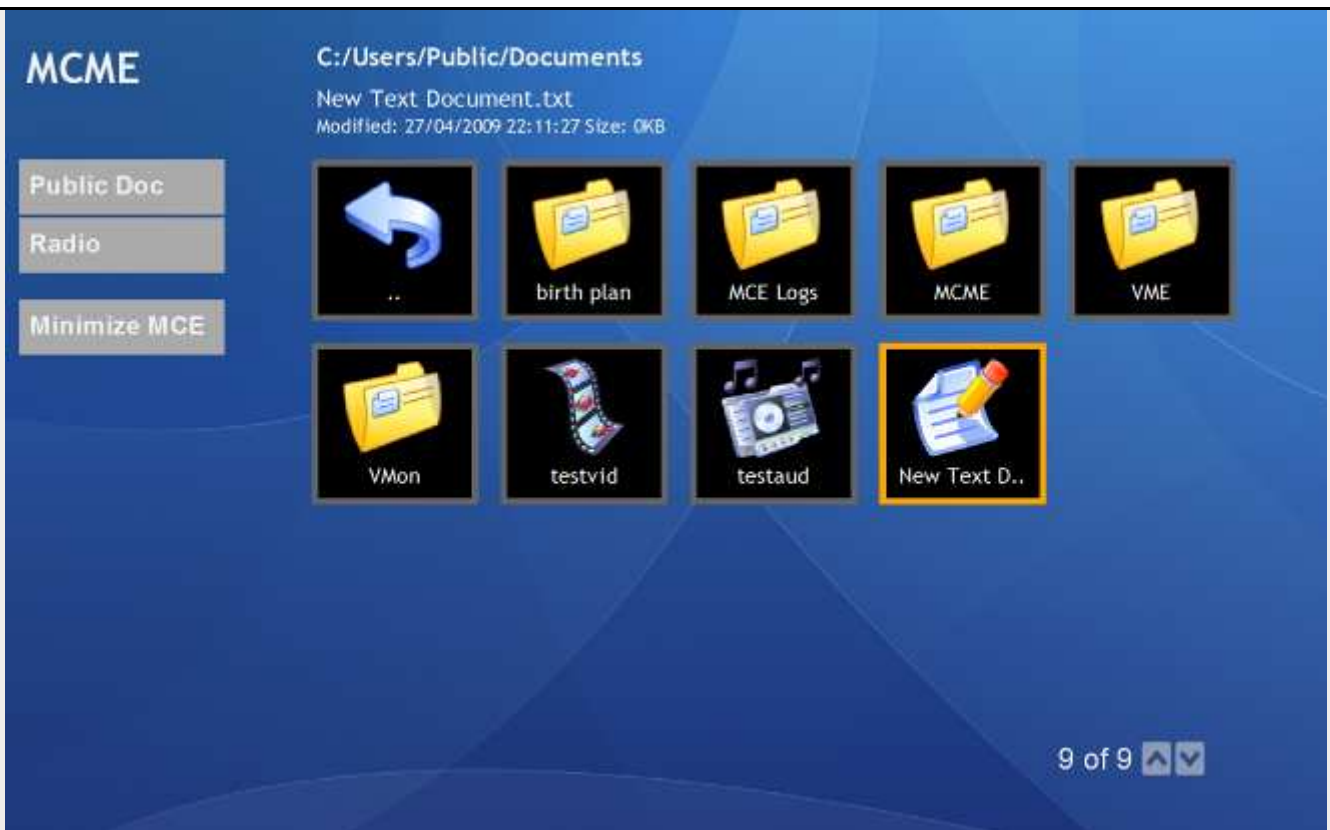 MCME
C:/Users/Public/Documents
New Text Document.txt
Modified: 27/04/2009 22:11:27 Size: 0KB
Public Doc
Radio
Minimize MCE
..
birth plan
MCE Logs
MCME
VME
VMon
testvid
testaud
New Text D..
9 of 9